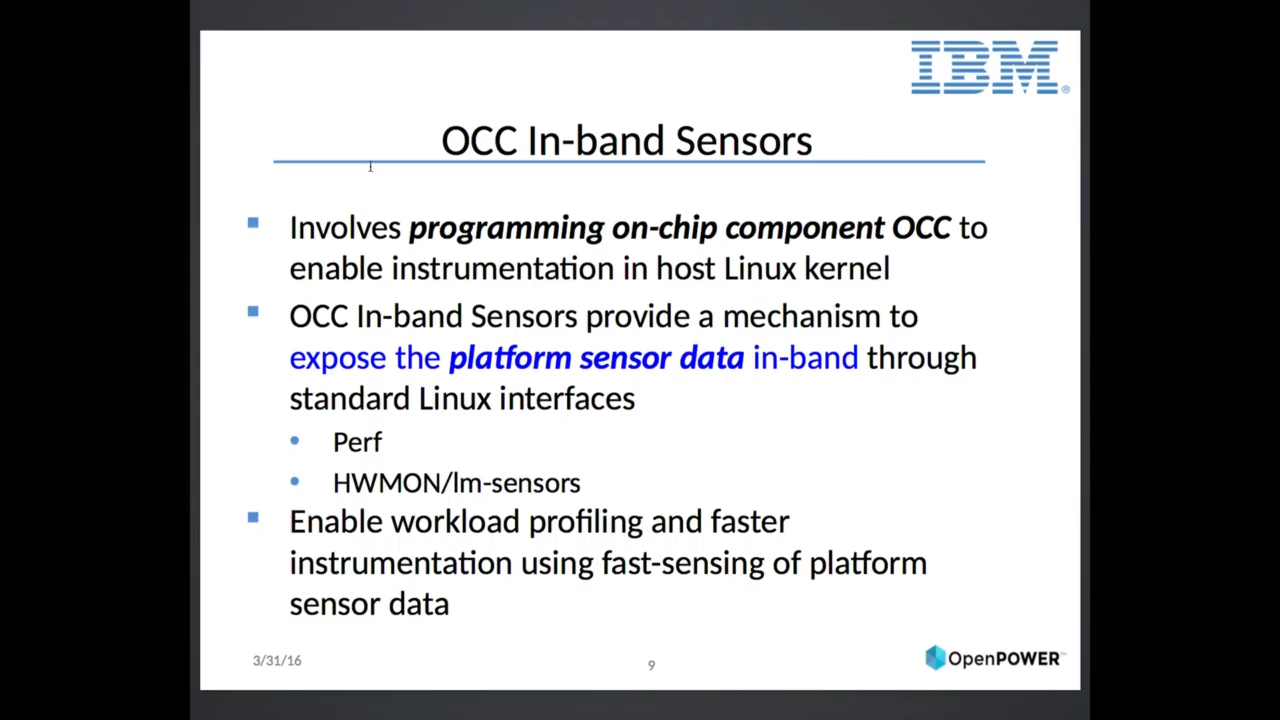 IBM®
OCC In-band Sensors
Involves programming on-chip component OCC to
enable instrumentation in host Linux kernel
OCC In-band Sensors provide a mechanism to
expose the platform sensor data in-band through
standard Linux interfaces
Perf
HWMON/lm-sensors
Enable workload profiling and faster
instrumentation using fast-sensing of platform
sensor data
3/31/16
9
OpenPOWER™